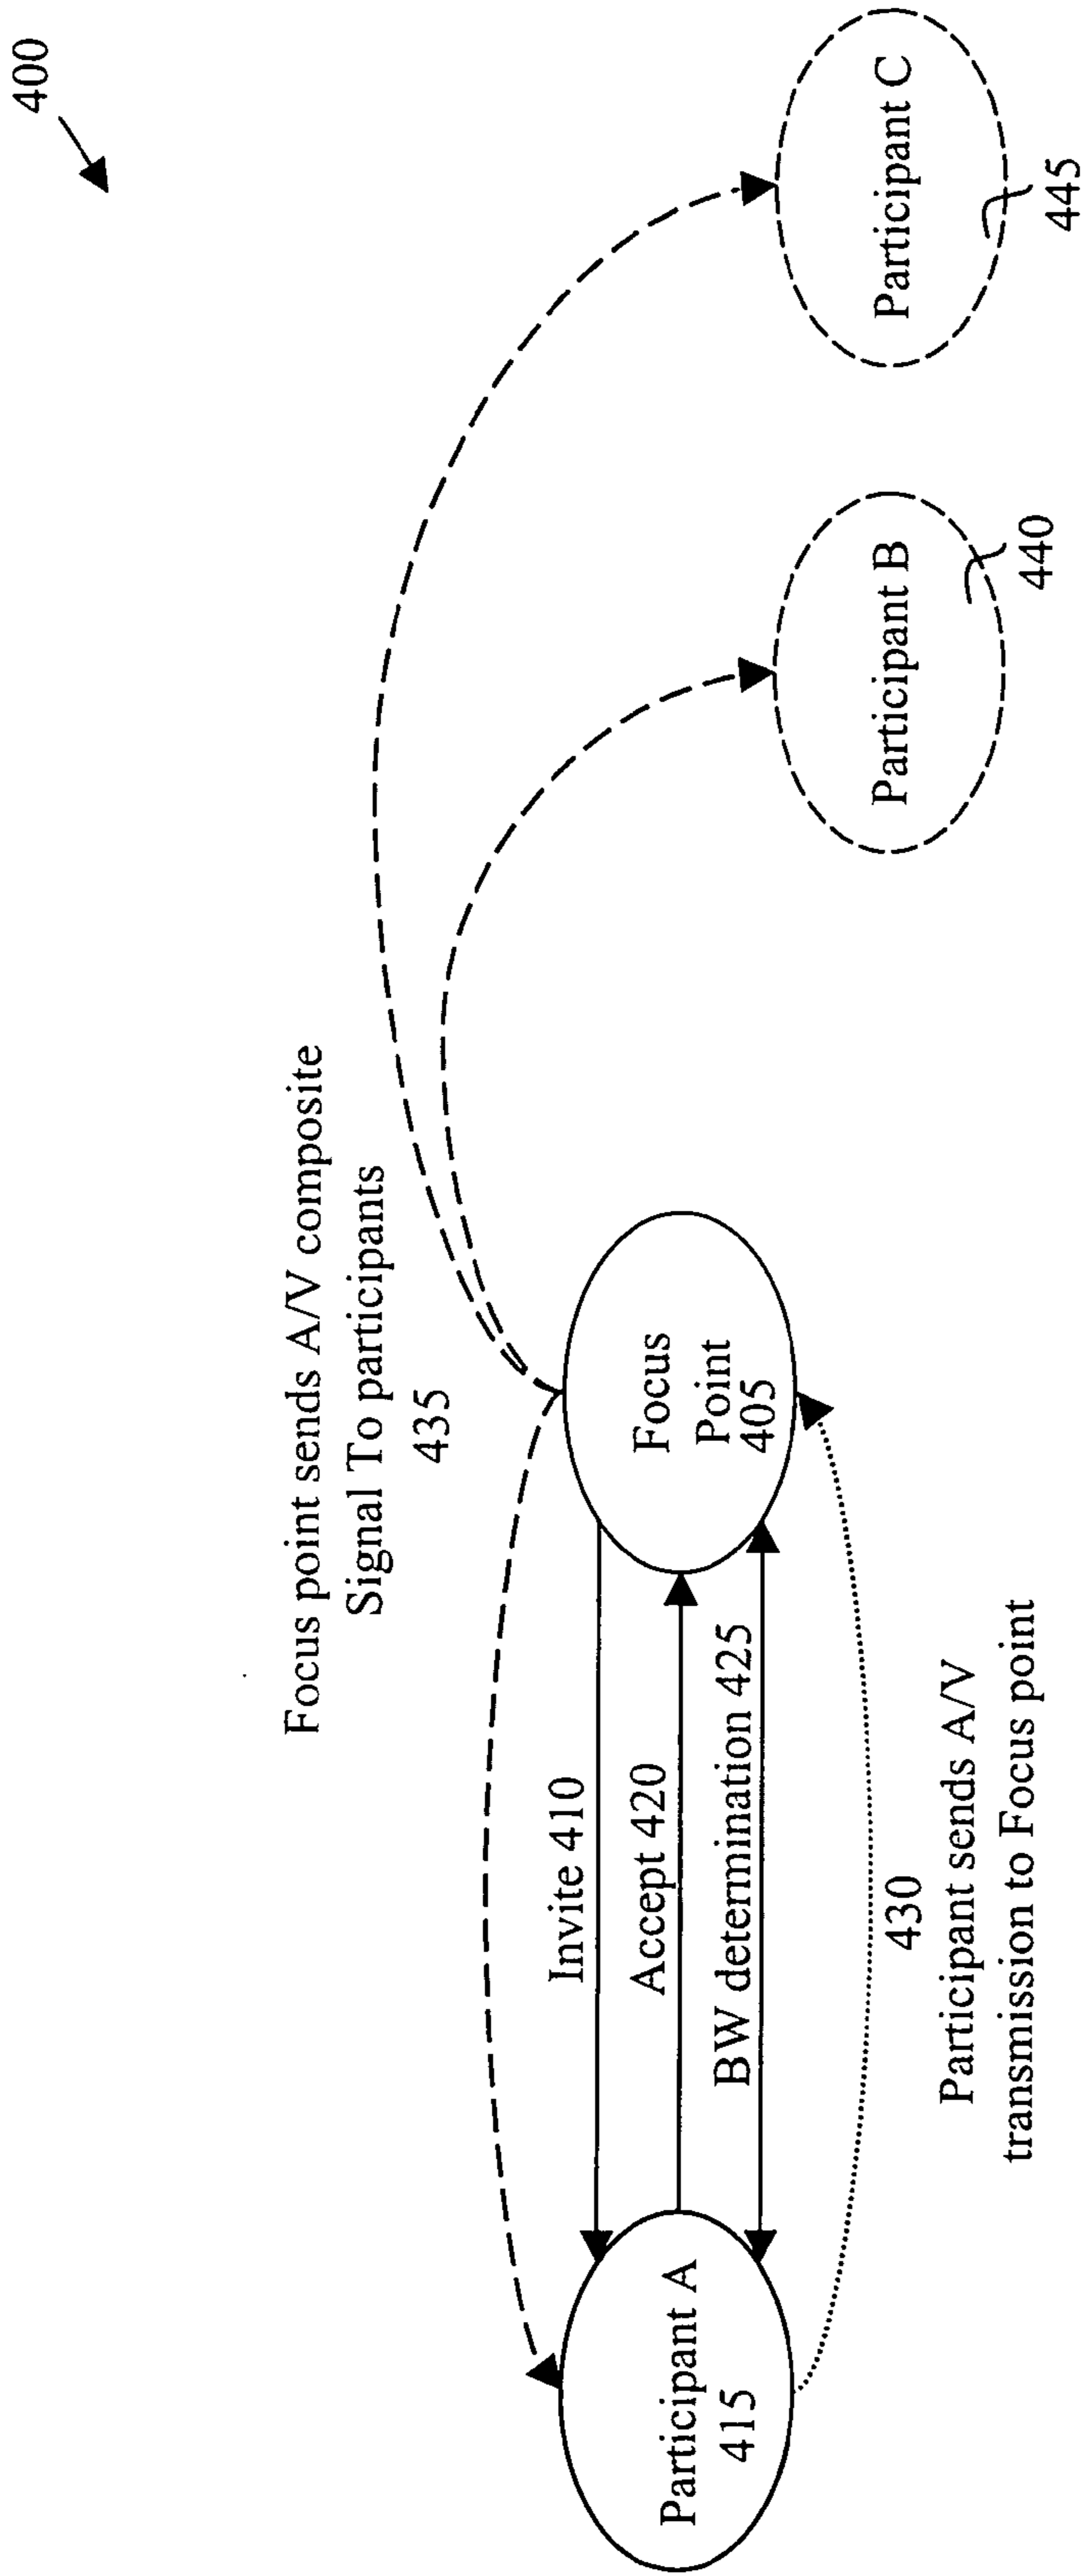 400
Focus point sends A/V composite
Signal To participants
435
Invite 410
Accept 420
BW determination 425
Participant A
415
Focus
Point
405
430
Participant sends A/V
transmission to Focus point
Participant B
440
Participant C
445